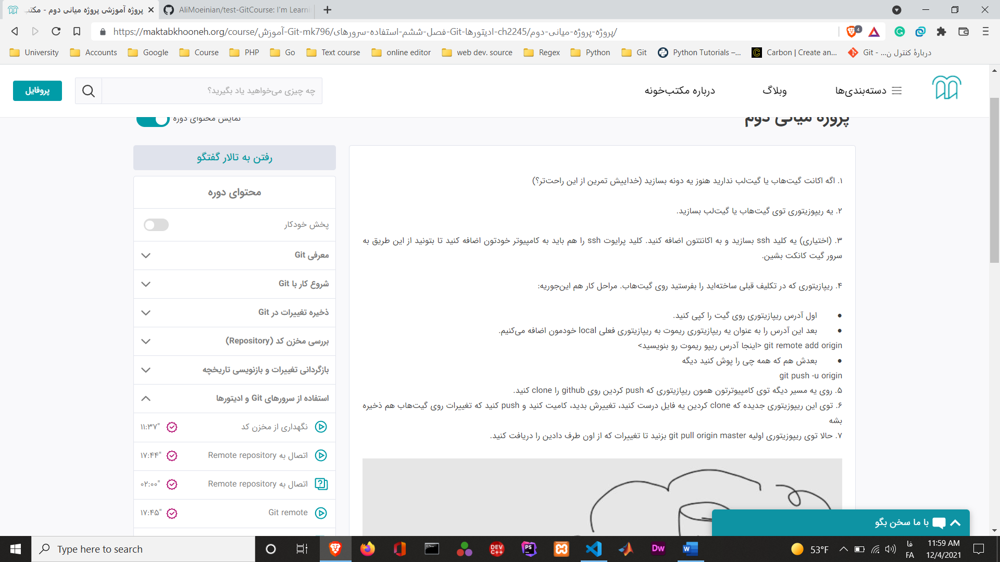 پروژه آموزشی پروژه میانی دوم - مکتب
AliMoeinian/test-GitCourse: I'm Learni
https://maktabkhooneh.org/course/آموزش-Git-mk796/فصل-ششم-استفاده-سرورهای-Git-ادیتورها-ch2245/پروژه-پروژه-میانی-دوم/
4
University
Accounts
Google
Course
PHP
Go
Text course
online editor
web dev. source
Regex
Python
Git
Python Tutorials –...
Carbon | Create an...
Git - دربارهٔ کنترل ن...
دسته‌بندی‌ها
وبلاگ
درباره مکتب‌خونه
چه چیزی می‌خواهید یاد بگیرید؟
پروفایل
پروژه میانی دوم
نمایش محتوای دوره
۱. اگه اکانت گیت‌هاب یا گیت‌لب ندارید هنوز یه دونه بسازید (خداییش تمرین از این راحت‌تر؟)
۲. یه ریپوزیتوری توی گیت‌هاب یا گیت‌لب بسازید.
۳. (اختیاری) یه کلید ssh بسازید و به اکانتتون اضافه کنید. کلید پرایوت ssh را هم باید به کامپیوتر خودتون اضافه کنید تا بتونید از این طریق به
سرور گیت کانکت بشین.
۴. ریپازیتوری که در تکلیف قبلی ساخته‌اید را بفرستید روی گیت‌هاب. مراحل کار هم این‌جوریه:
● اول آدرس ریپازیتوری روی گیت را کپی کنید.
● بعد این آدرس را به عنوان یه ریپازیتوری ریموت به ریپازیتوری فعلی local خودمون اضافه می‌کنیم.
git remote add origin <اینجا آدرس ریپو ریموت رو بنویسید>
● بعدش هم که همه چی را پوش کنید دیگه
git push -u origin
۵. روی یه مسیر دیگه توی کامپیوترتون همون ریپازیتوری که push کردین روی github را clone کنید.
۶. توی این ریپوزیتوری جدیده که clone کردین یه فایل درست کنید، تغییرش بدید، کامیت کنید و push کنید که تغییرات روی گیت‌هاب هم ذخیره
بشه
۷. حالا توی ریپوزیتوری اولیه git pull origin master بزنید تا تغییرات که از اون طرف دادین را دریافت کنید.
رفتن به تالار گفتگو
محتوای دوره
پخش خودکار
معرفی Git
شروع کار با Git
ذخیره تغییرات در Git
بررسی مخزن کد (Repository)
بازگردانی تغییرات و بازنویسی تاریخچه
استفاده از سرورهای Git و ادیتورها
نگهداری از مخزن کد
۱۱:۳۷"
اتصال به Remote repository
۱۷:۴۴"
اتصال به Remote repository
۰۲:۰۰"
Git remote
۱۷:۴۵"
با ما سخن بگو
Type here to search
DEV C++
PS
Dw
W
53°F
فا
FA
11:59 AM
12/4/2021